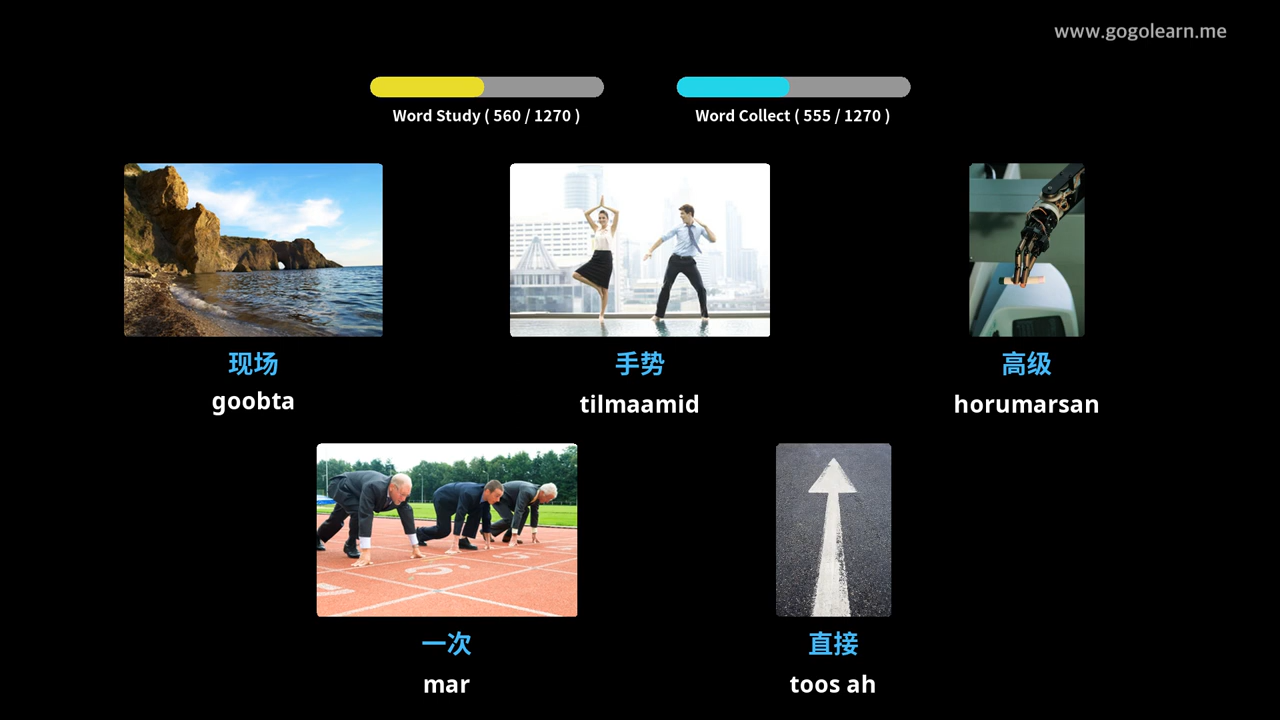 www.gogolearn.me
Word Study ( 560 / 1270 )
Word Collect ( 555 / 1270 )
现场
goobta
手势
tilmaamid
高级
horumarsan
一次
mar
直接
toos ah